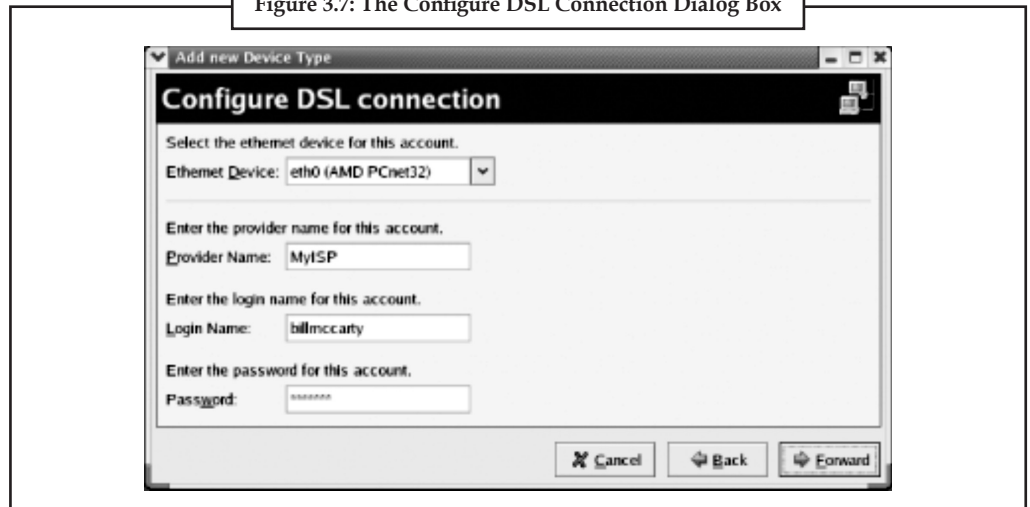 Figure 3.7: The Configure DSL Connection Dialog Box
Add new Device Type
Configure DSL connection
Select the ethernet device for this account.
Ethernet Device: eth0 (AMD PCnet32)
Enter the provider name for this account.
Provider Name: MyISP
Enter the login name for this account.
Login Name: billmccarty
Enter the password for this account.
Password: *******
Cancel Back Forward